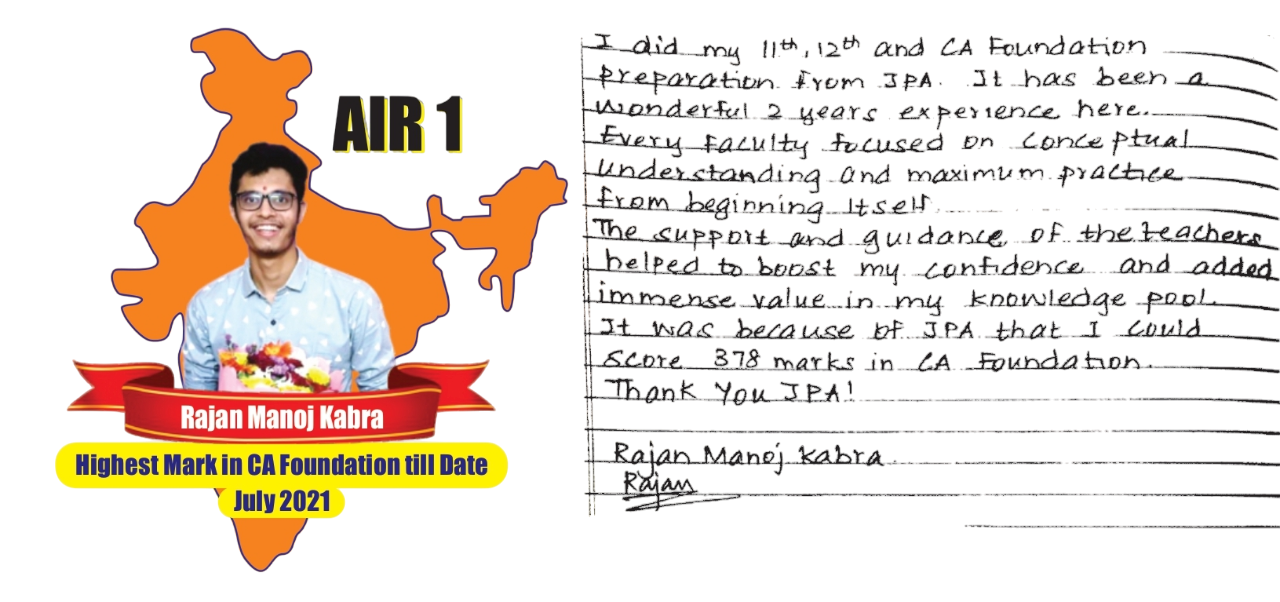 AIR 1
Rajan Manoj Kabra
Highest Mark in CA Foundation till Date
July 2021
I did my 11th, 12th and CA Foundation
preparation from JPA. It has been a
wonderful 2 years experience here.
Every faculty focused on conceptual
understanding and maximum practice
from beginning itself.
The support and guidance of the teachers
helped to boost my confidence and added
immense value in my knowledge pool.
It was because of JPA that I could
score 378 marks in CA Foundation.
Thank You JPA!
Rajan Manoj Kabra
Rajan